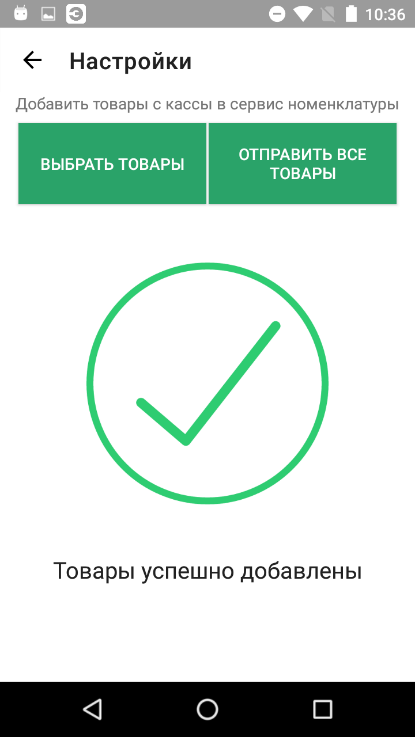 10:36
Настройки
Добавить товары с кассы в сервис номенклатуры
ВЫБРАТЬ ТОВАРЫ
ОТПРАВИТЬ ВСЕ
ТОВАРЫ
Товары успешно добавлены